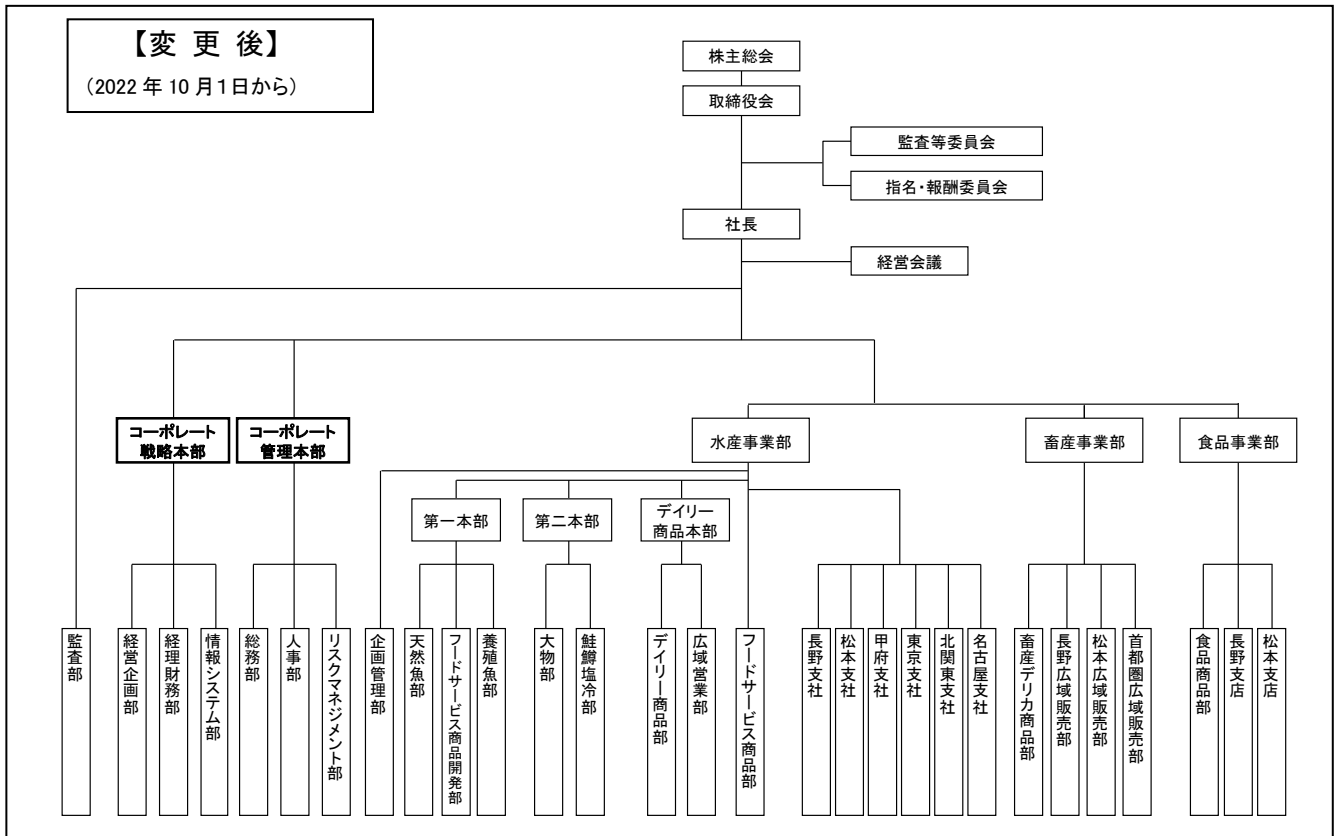 【変 更 後】
（2022 年 10 月１日から）
株主総会
取締役会
監査等委員会
指名・報酬委員会
社長
経営会議
コーポレート
戦略本部
コーポレート
管理本部
水産事業部
畜産事業部
食品事業部
第一本部
第二本部
デイリー
商品本部
監査部
経営企画部
経理財務部
情報システム部
総務部
人事部
リスクマネジメント部
企画管理部
天然魚部
フードサービス商品開発部
養殖魚部
大物部
鮭鱒塩冷部
デイリー商品部
広域営業部
フードサービス商品部
長野支社
松本支社
甲府支社
東京支社
北関東支社
名古屋支社
畜産デリカ商品部
長野広域販売部
松本広域販売部
首都圏広域販売部
食品商品部
長野支店
松本支店